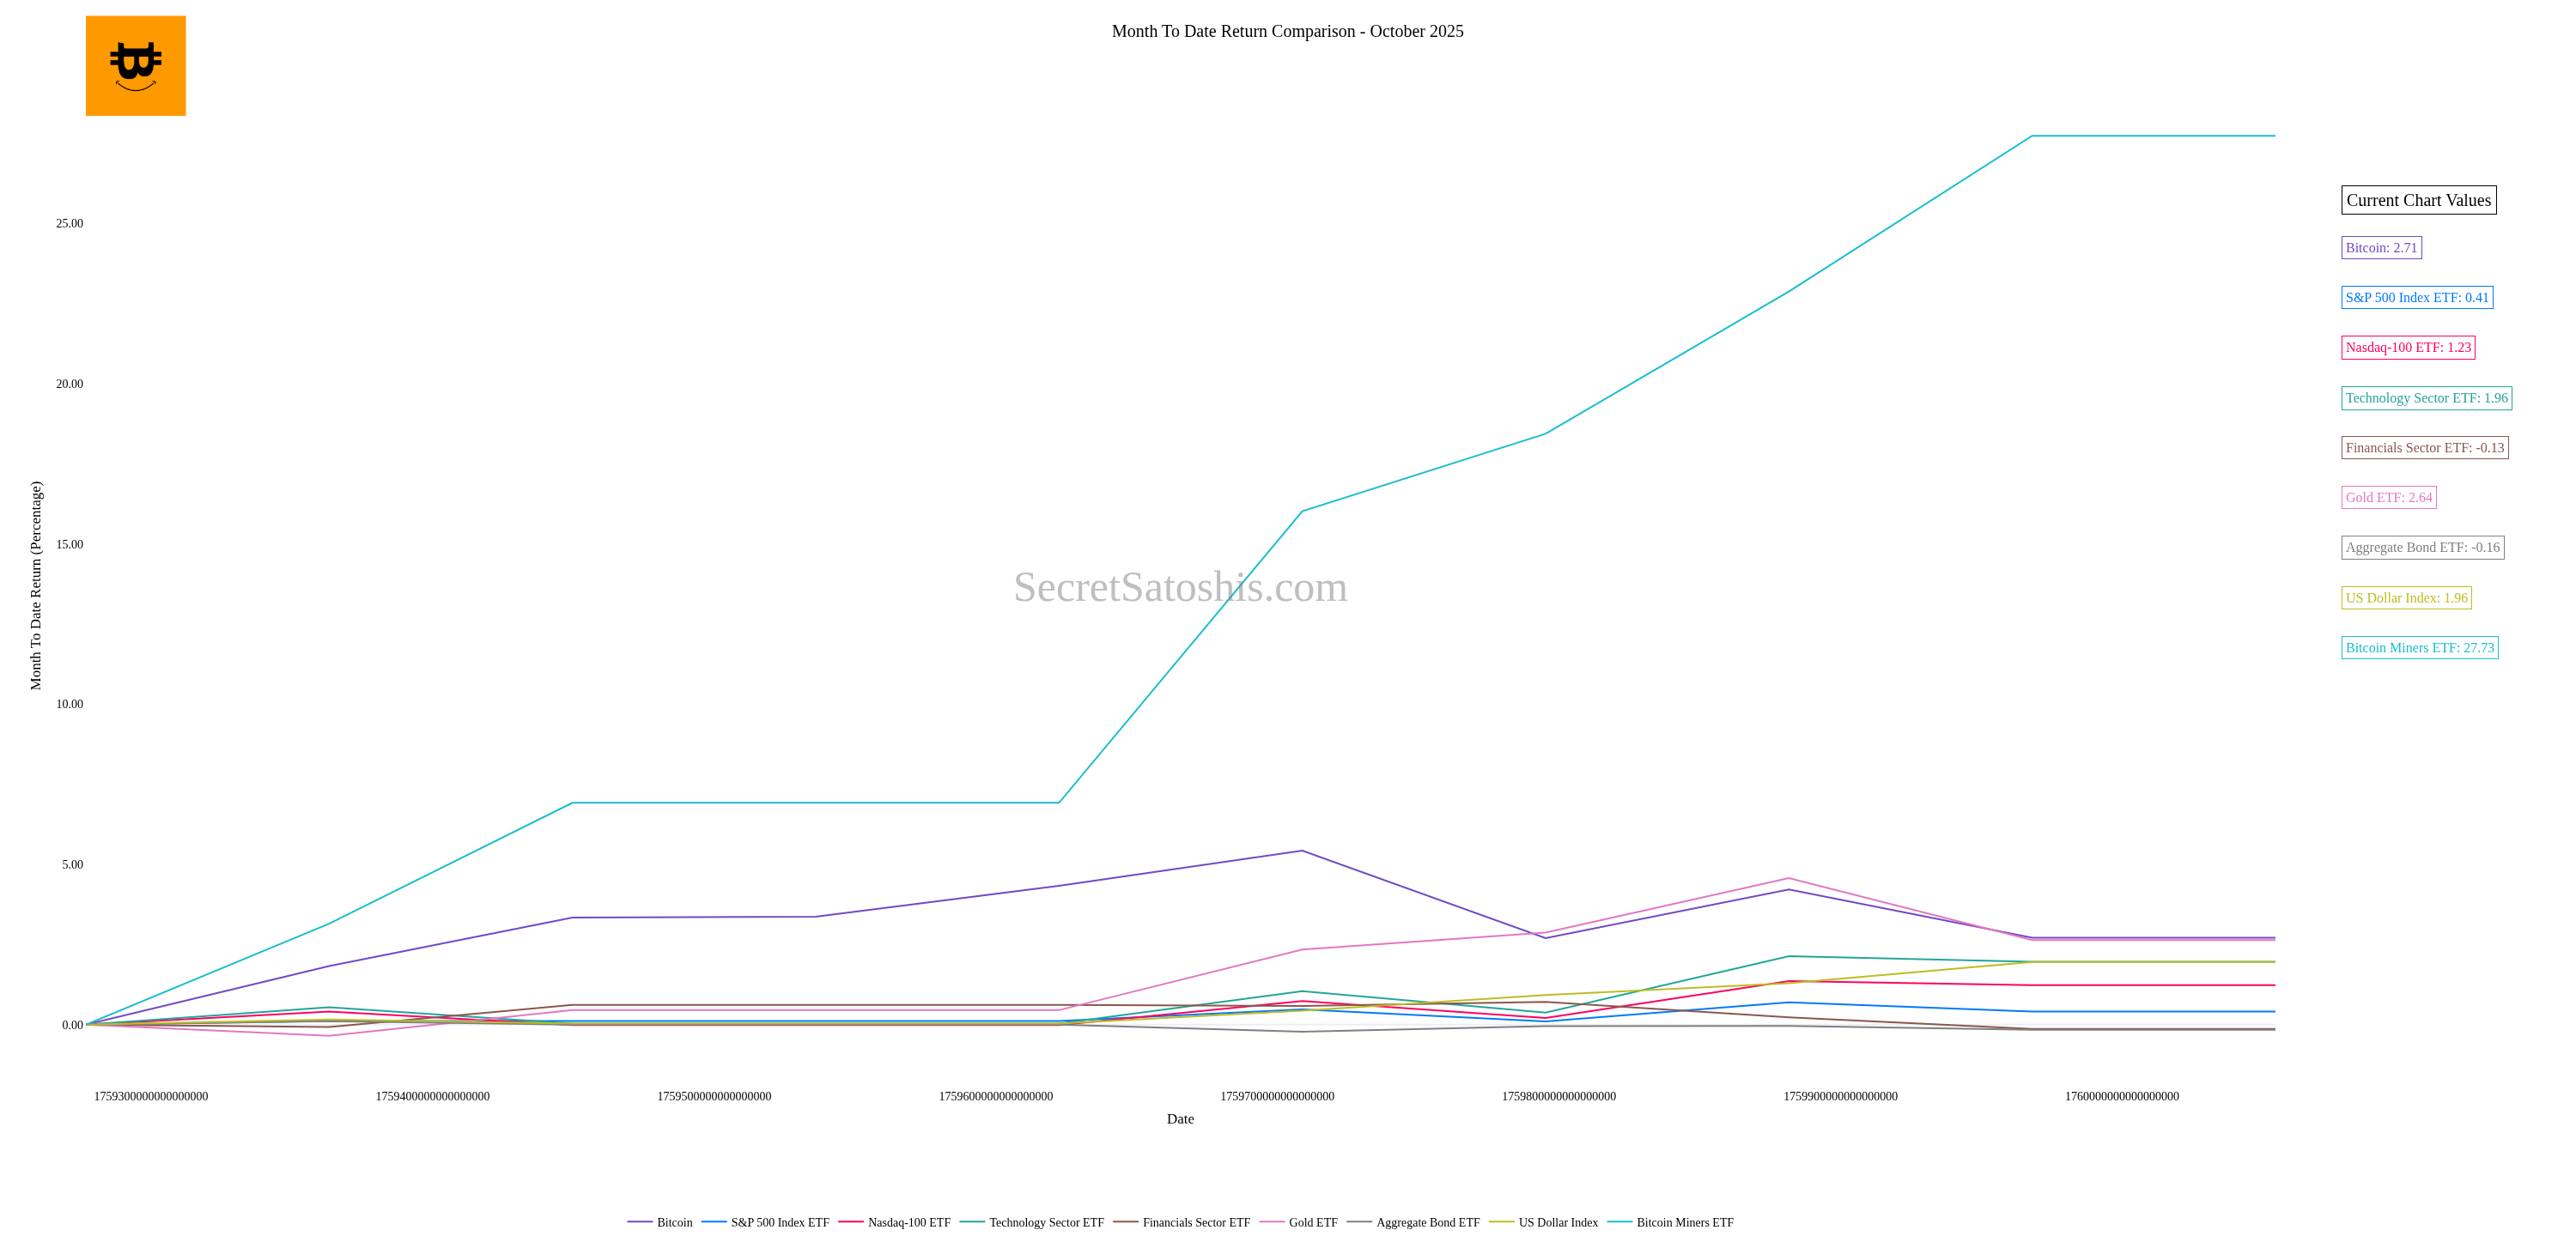 Month To Date Return Comparison - October 2025
25.00
20.00
15.00
10.00
5.00
0.00
Month To Date Return (Percentage)
SecretSatoshis.com
Current Chart Values
Bitcoin: 2.71
S&P 500 Index ETF: 0.41
Nasdaq-100 ETF: 1.23
Technology Sector ETF: 1.96
Financials Sector ETF: -0.13
Gold ETF: 2.64
Aggregate Bond ETF: -0.16
US Dollar Index: 1.96
Bitcoin Miners ETF: 27.73
1759300000000000000 1759400000000000000 1759500000000000000 1759600000000000000 1759700000000000000 1759800000000000000 1759900000000000000 1760000000000000000
Date
Bitcoin S&P 500 Index ETF Nasdaq-100 ETF Technology Sector ETF Financials Sector ETF Gold ETF Aggregate Bond ETF US Dollar Index Bitcoin Miners ETF